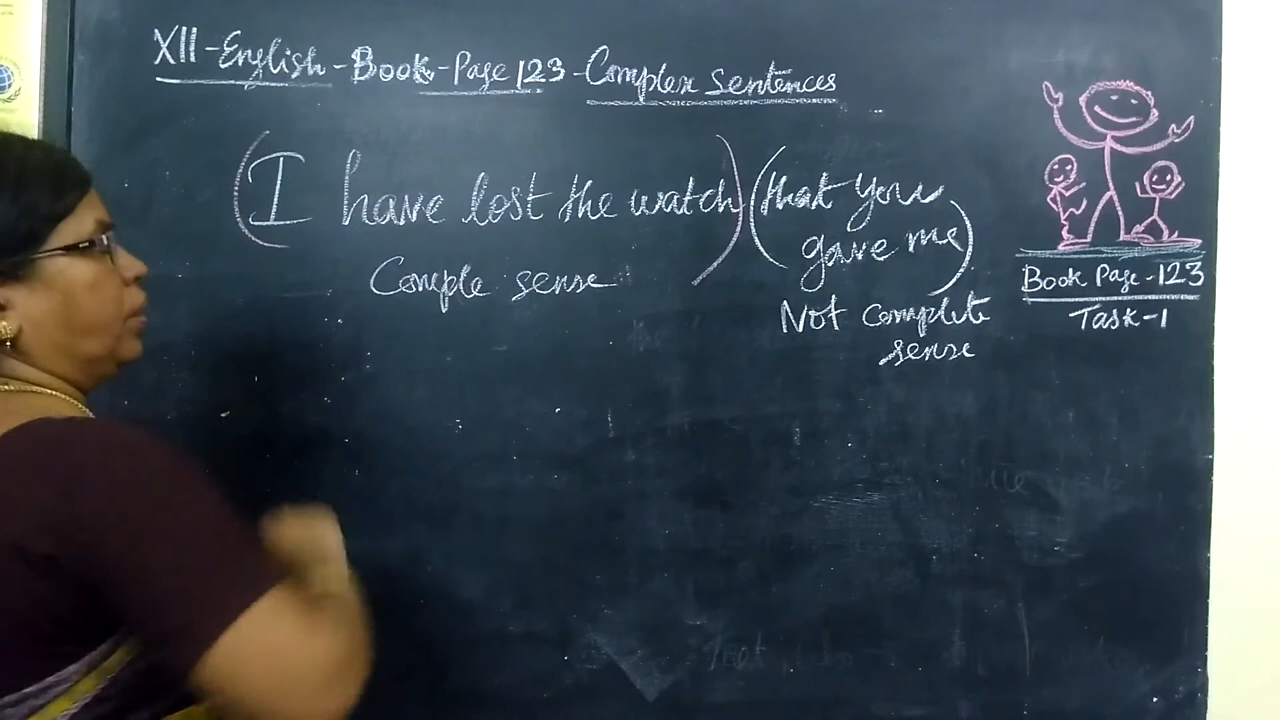 XII-English-Book-Page 123-Complex Sentences
(I have lost the watch) (that you
gave me)
Comple sense
Not complete
sense
Book Page-123
Task-1